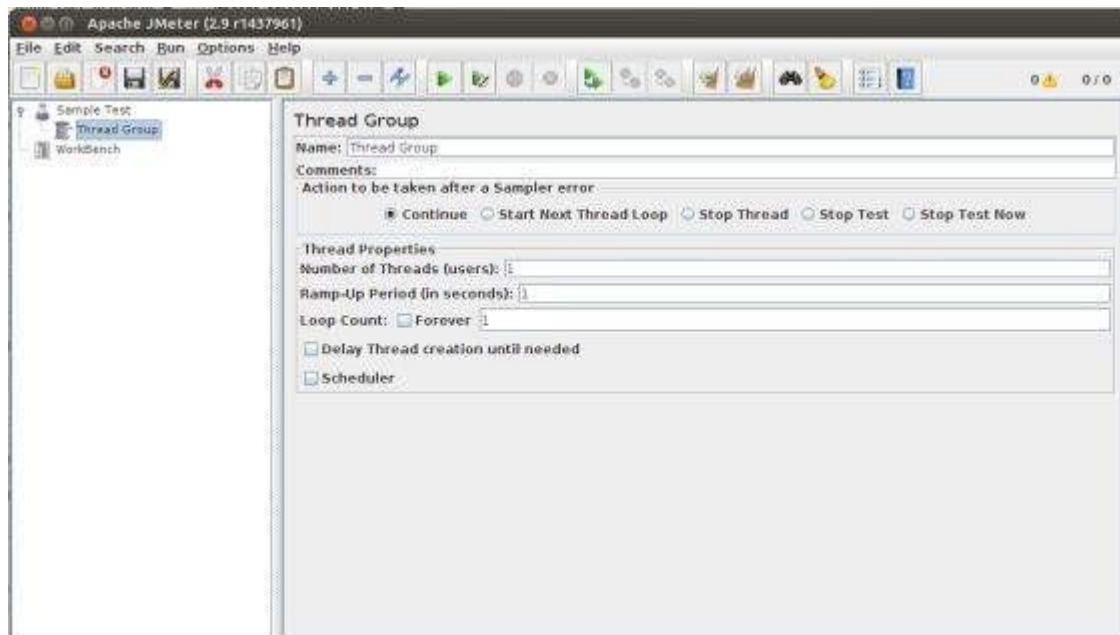 Apache JMeter (2.9 r1437961)
File Edit Search Run Options Help
0 0 / 0
Sample Test
Thread Group
WorkBench
Thread Group
Name: Thread Group
Comments:
Action to be taken after a Sampler error
Continue Start Next Thread Loop Stop Thread Stop Test Stop Test Now
Thread Properties
Number of Threads (users): 1
Ramp-Up Period (in seconds): 1
Loop Count: Forever 1
Delay Thread creation until needed
Scheduler